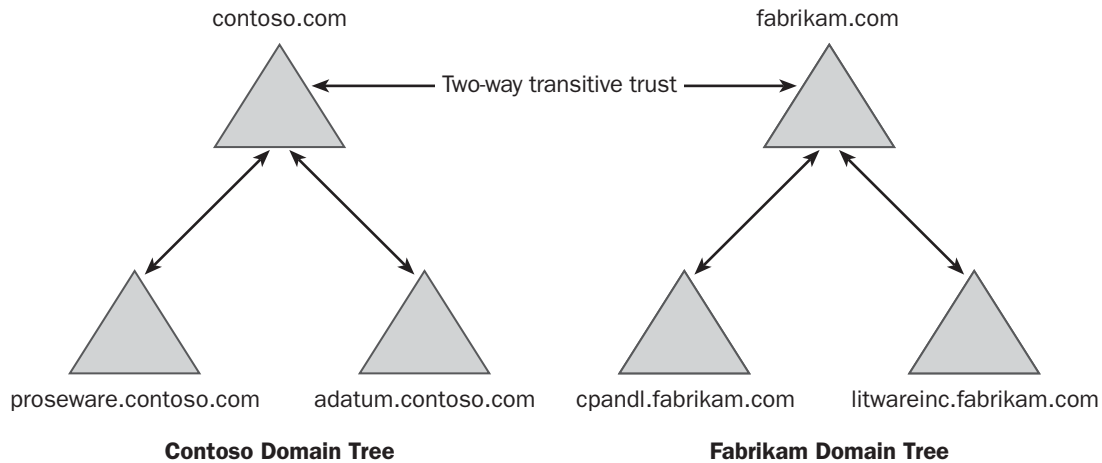 contoso.com
fabrikam.com
Two-way transitive trust
proseware.contoso.com
adatum.contoso.com
cpandl.fabrikam.com
litwareinc.fabrikam.com
Contoso Domain Tree
Fabrikam Domain Tree